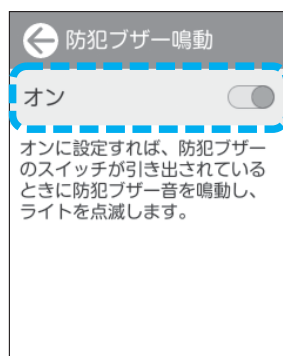 防犯ブザー鳴動
オン
オンに設定すれば、防犯ブザー
のスイッチが引き出されている
ときに防犯ブザー音を鳴動し、
ライトを点滅します。